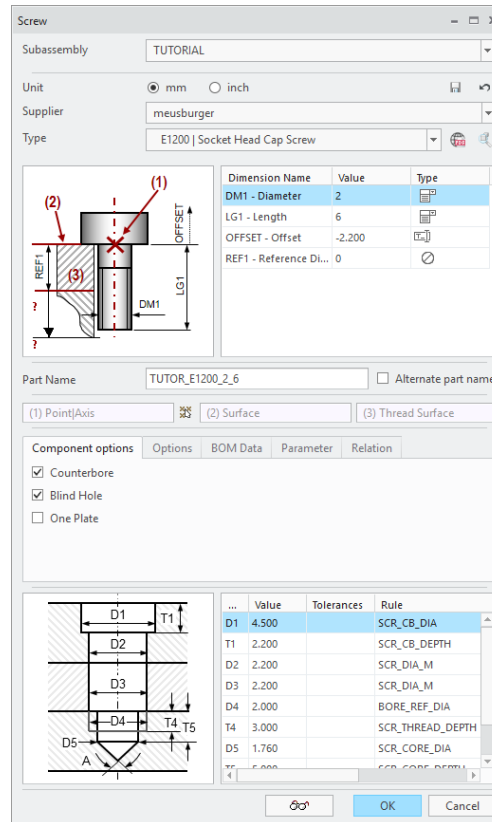 Screw
Subassembly TUTORIAL
Unit mm inch
Supplier meusburger
Type E1200 | Socket Head Cap Screw
(1)
(2)
OFFSET
REF1
(3)
LG1
?
DM1
?
Dimension Name Value Type
DM1 - Diameter 2
LG1 - Length 6
OFFSET - Offset -2.200
REF1 - Reference Di... 0
Part Name TUTOR_E1200_2_6 Alternate part name
(1) Point|Axis (2) Surface (3) Thread Surface
Component options Options BOM Data Parameter Relation
Counterbore
Blind Hole
One Plate
D1 T1
D2
D3
D4 T4 T5
D5
A
... Value Tolerances Rule
D1 4.500 SCR_CB_DIA
T1 2.200 SCR_CB_DEPTH
D2 2.200 SCR_DIA_M
D3 2.200 SCR_DIA_M
D4 2.000 BORE_REF_DIA
T4 3.000 SCR_THREAD_DEPTH
D5 1.760 SCR_CORE_DIA
T5 5.000 SCR_CORE_DEPTH
OK Cancel